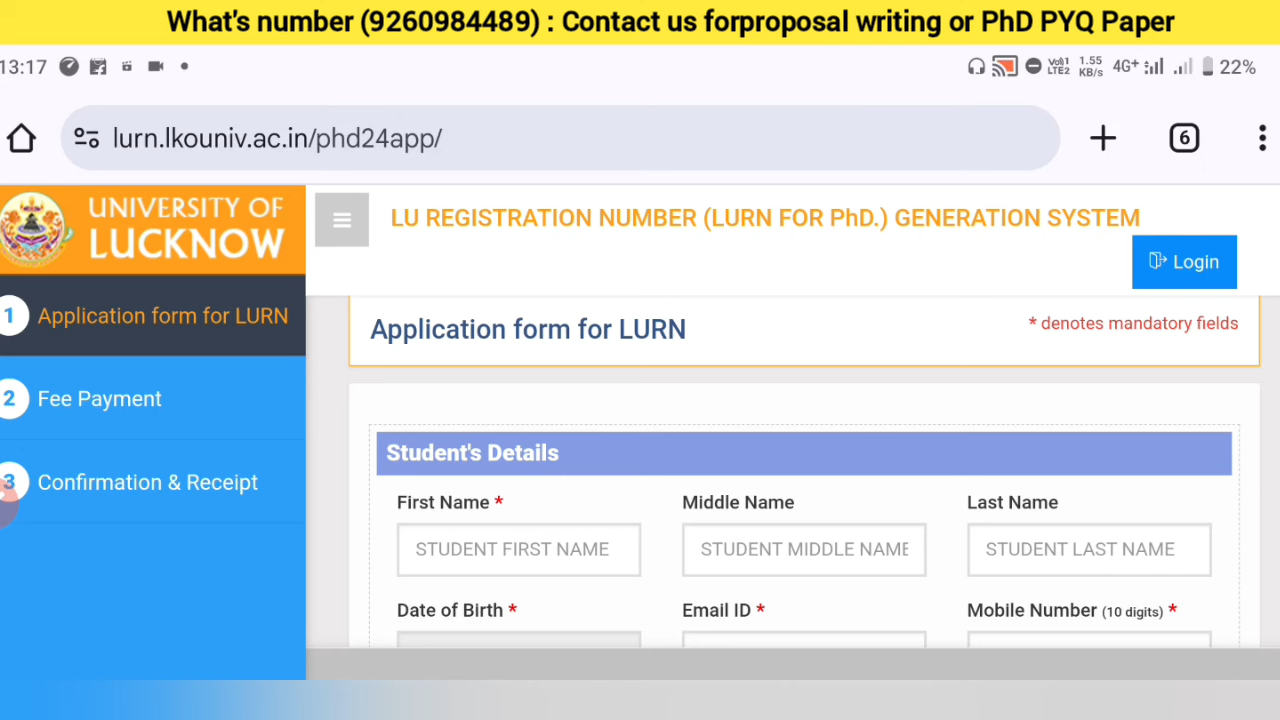 What's number (9260984489) : Contact us forproposal writing or PhD PYQ Paper
13:17
Vo)) 1 LTE2 1.55 KB/s 4G+ 22%
lurn.lkouniv.ac.in/phd24app/
6
UNIVERSITY OF
LUCKNOW
LU REGISTRATION NUMBER (LURN FOR PhD.) GENERATION SYSTEM
Login
1 Application form for LURN
2 Fee Payment
3 Confirmation & Receipt
Application form for LURN
* denotes mandatory fields
Student's Details
First Name * Middle Name Last Name
STUDENT FIRST NAME STUDENT MIDDLE NAME STUDENT LAST NAME
Date of Birth * Email ID * Mobile Number (10 digits) *